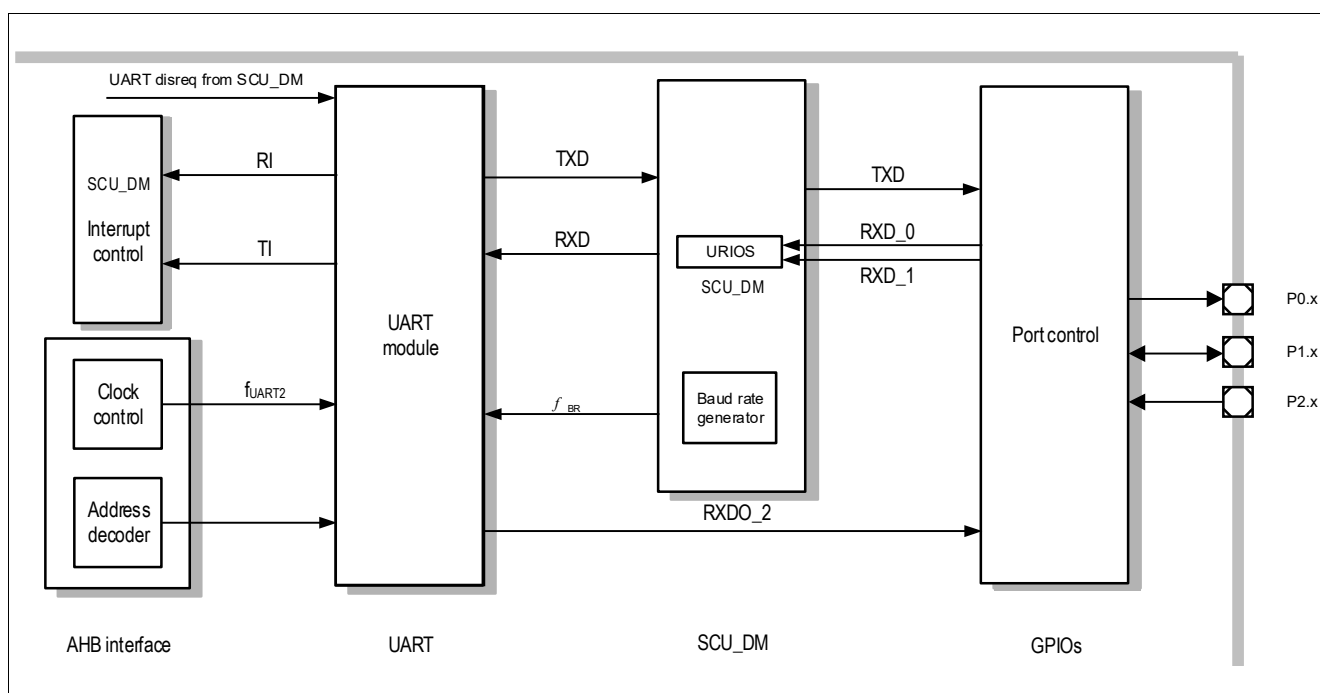 UART disreq from SCU_DM
SCU_DM
Interrupt
control
RI
TI
Clock
control
Address
decoder
fUART2
UART
module
TXD
RXD
f BR
RXDO_2
URIOS
SCU_DM
Baud rate
generator
TXD
RXD_0
RXD_1
Port control
P0.x
P1.x
P2.x
AHB interface
UART
SCU_DM
GPIOs